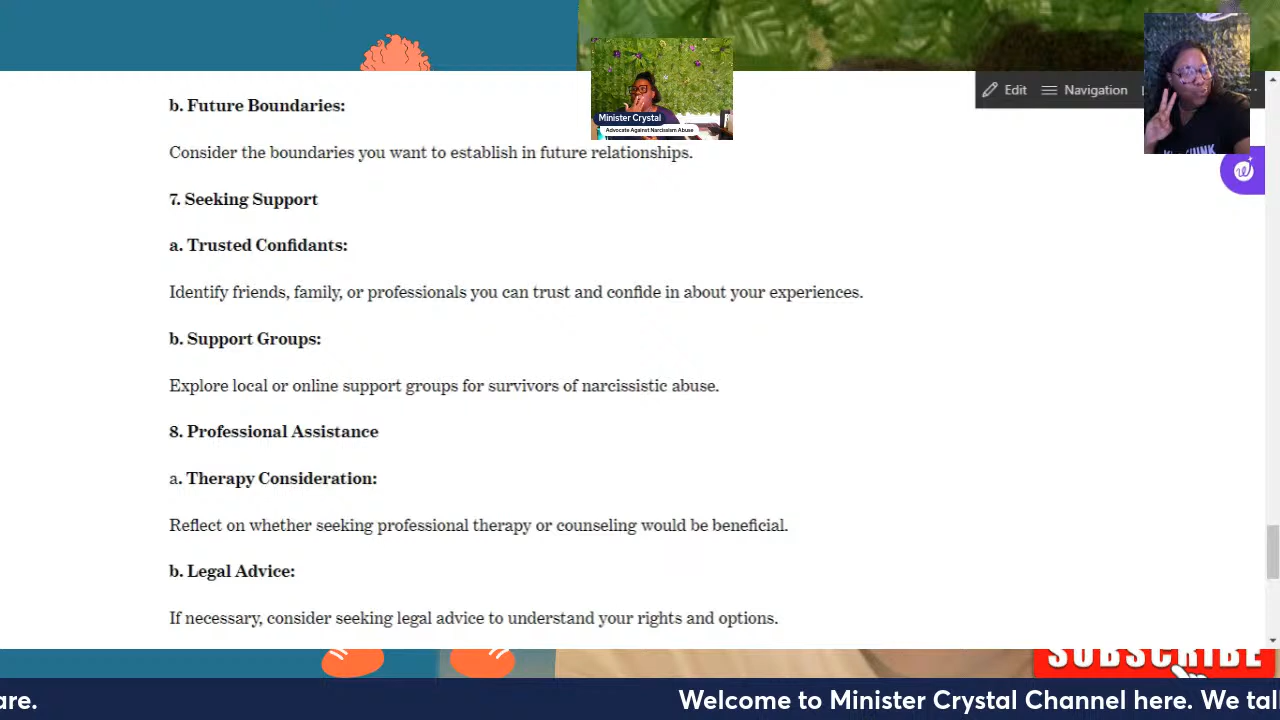 b. Future Boundaries:
Edit
Navigation
Minister Crystal
Advocate Against Narcissism Abuse
Consider the boundaries you want to establish in future relationships.
7. Seeking Support
a. Trusted Confidants:
Identify friends, family, or professionals you can trust and confide in about your experiences.
b. Support Groups:
Explore local or online support groups for survivors of narcissistic abuse.
8. Professional Assistance
a. Therapy Consideration:
Reflect on whether seeking professional therapy or counseling would be beneficial.
b. Legal Advice:
If necessary, consider seeking legal advice to understand your rights and options.
SUBSCRIBE
are.
Welcome to Minister Crystal Channel here. We tal